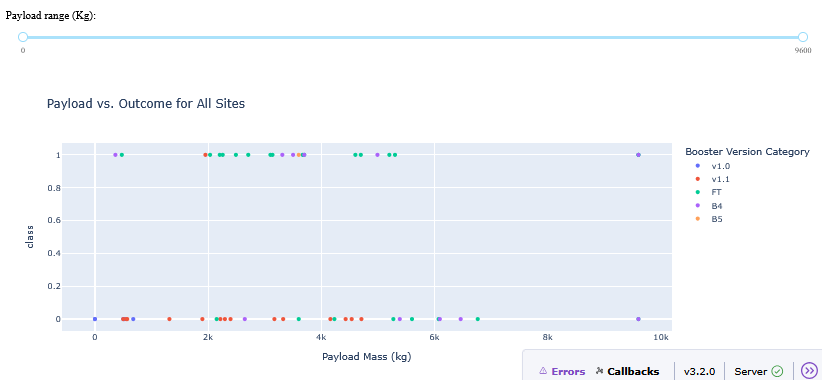 Payload range (Kg):
0
9600
Payload vs. Outcome for All Sites
1
0.8
0.6
0.4
0.2
0
class
0
2k
4k
6k
8k
10k
Payload Mass (kg)
Booster Version Category
v1.0
v1.1
FT
B4
B5
Errors Callbacks v3.2.0 Server